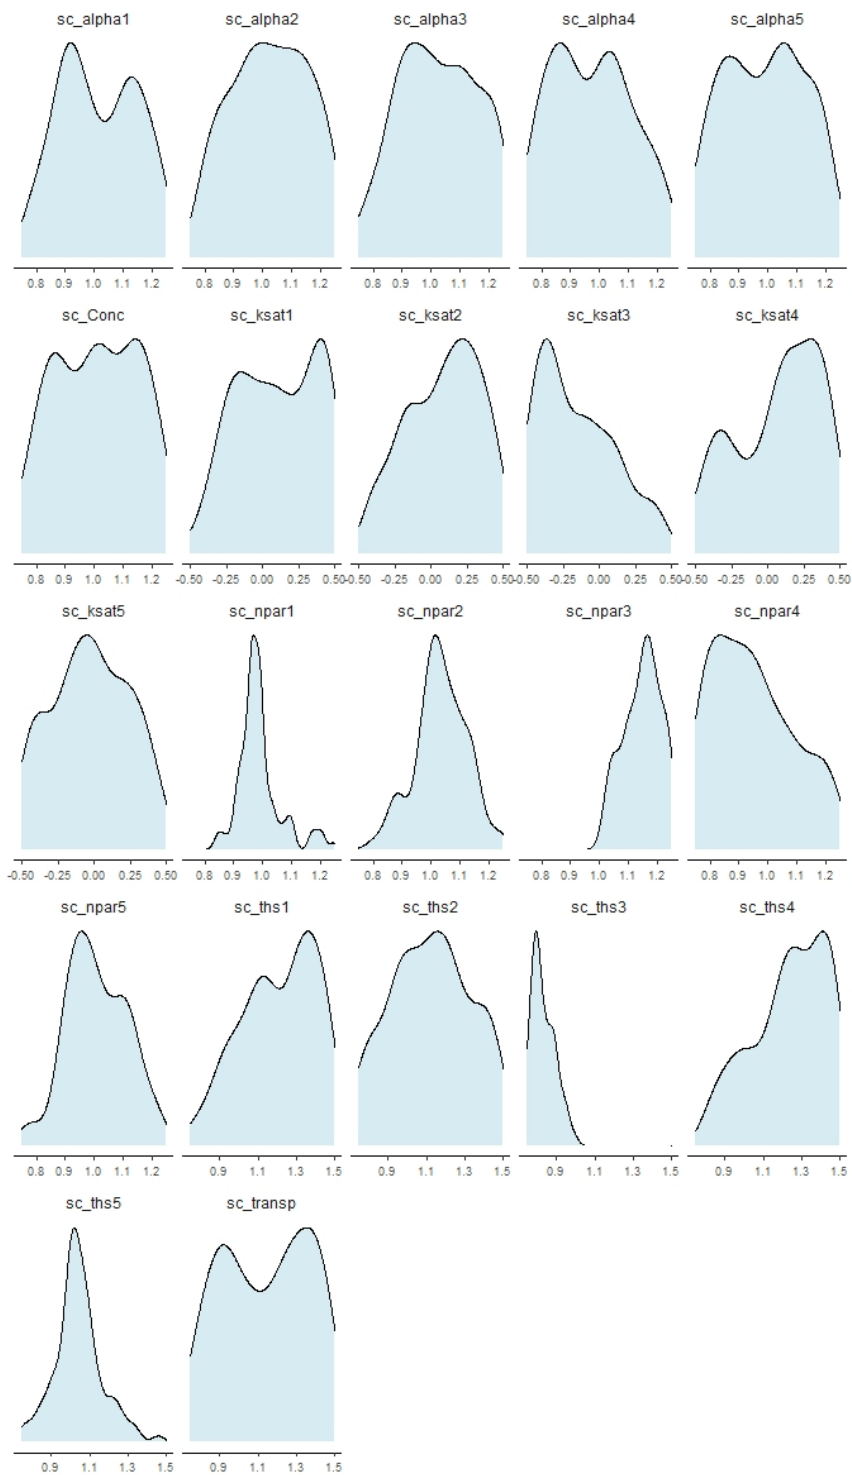 sc_alpha1 sc_alpha2 sc_alpha3 sc_alpha4 sc_alpha5
0.8 0.9 1.0 1.1 1.2 0.8 0.9 1.0 1.1 1.2 0.8 0.9 1.0 1.1 1.2 0.8 0.9 1.0 1.1 1.2 0.8 0.9 1.0 1.1 1.2
sc_Conc sc_ksat1 sc_ksat2 sc_ksat3 sc_ksat4
0.8 0.9 1.0 1.1 1.2 -0.50 -0.25 0.00 0.25 0.50 -0.50 -0.25 0.00 0.25 0.50 -0.50 -0.25 0.00 0.25 0.50 -0.50 -0.25 0.00 0.25 0.50
sc_ksat5 sc_npar1 sc_npar2 sc_npar3 sc_npar4
-0.50 -0.25 0.00 0.25 0.50 0.8 0.9 1.0 1.1 1.2 0.8 0.9 1.0 1.1 1.2 0.8 0.9 1.0 1.1 1.2 0.8 0.9 1.0 1.1 1.2
sc_npar5 sc_ths1 sc_ths2 sc_ths3 sc_ths4
0.8 0.9 1.0 1.1 1.2 0.9 1.1 1.3 1.5 0.9 1.1 1.3 1.5 0.9 1.1 1.3 1.5 0.9 1.1 1.3 1.5
sc_ths5 sc_transp
0.9 1.1 1.3 1.5 0.9 1.1 1.3 1.5